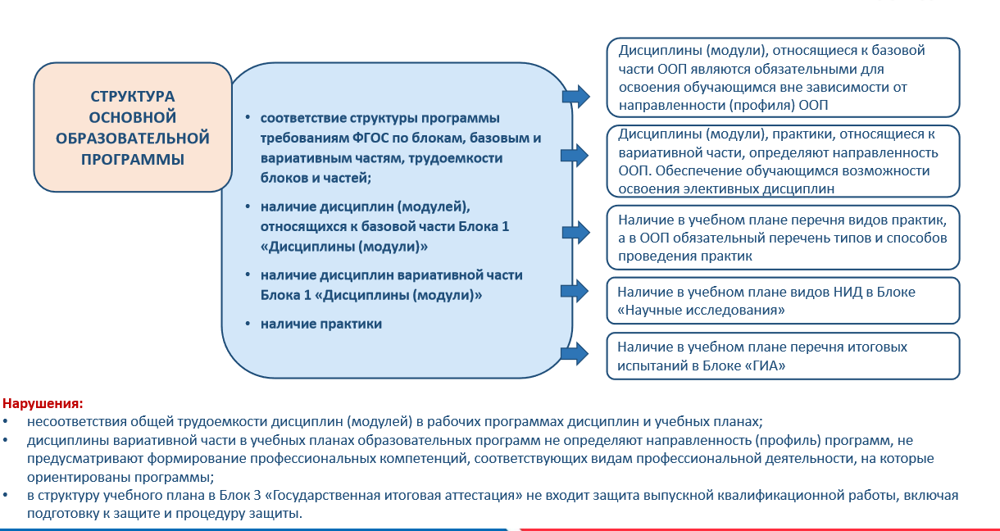 СТРУКТУРА
ОСНОВНОЙ
ОБРАЗОВАТЕЛЬНОЙ
ПРОГРАММЫ
• соответствие структуры программы
требованиям ФГОС по блокам, базовым и
вариативным частям, трудоемкости
блоков и частей;
• наличие дисциплин (модулей),
относящихся к базовой части Блока 1
«Дисциплины (модули)»
• наличие дисциплин вариативной части
Блока 1 «Дисциплины (модули)»
• наличие практики
Дисциплины (модули), относящиеся к базовой
части ООП являются обязательными для
освоения обучающимся вне зависимости от
направленности (профиля) ООП
Дисциплины (модули), практики, относящиеся к
вариативной части, определяют направленность
ООП. Обеспечение обучающимся возможности
освоения элективных дисциплин
Наличие в учебном плане перечня видов практик,
а в ООП обязательный перечень типов и способов
проведения практик
Наличие в учебном плане видов НИД в Блоке
«Научные исследования»
Наличие в учебном плане перечня итоговых
испытаний в Блоке «ГИА»
Нарушения:
• несоответствия общей трудоемкости дисциплин (модулей) в рабочих программах дисциплин и учебных планах;
• дисциплины вариативной части в учебных планах образовательных программ не определяют направленность (профиль) программ, не
предусматривают формирование профессиональных компетенций, соответствующих видам профессиональной деятельности, на которые
ориентированы программы;
• в структуру учебного плана в Блок 3 «Государственная итоговая аттестация» не входит защита выпускной квалификационной работы, включая
подготовку к защите и процедуру защиты.